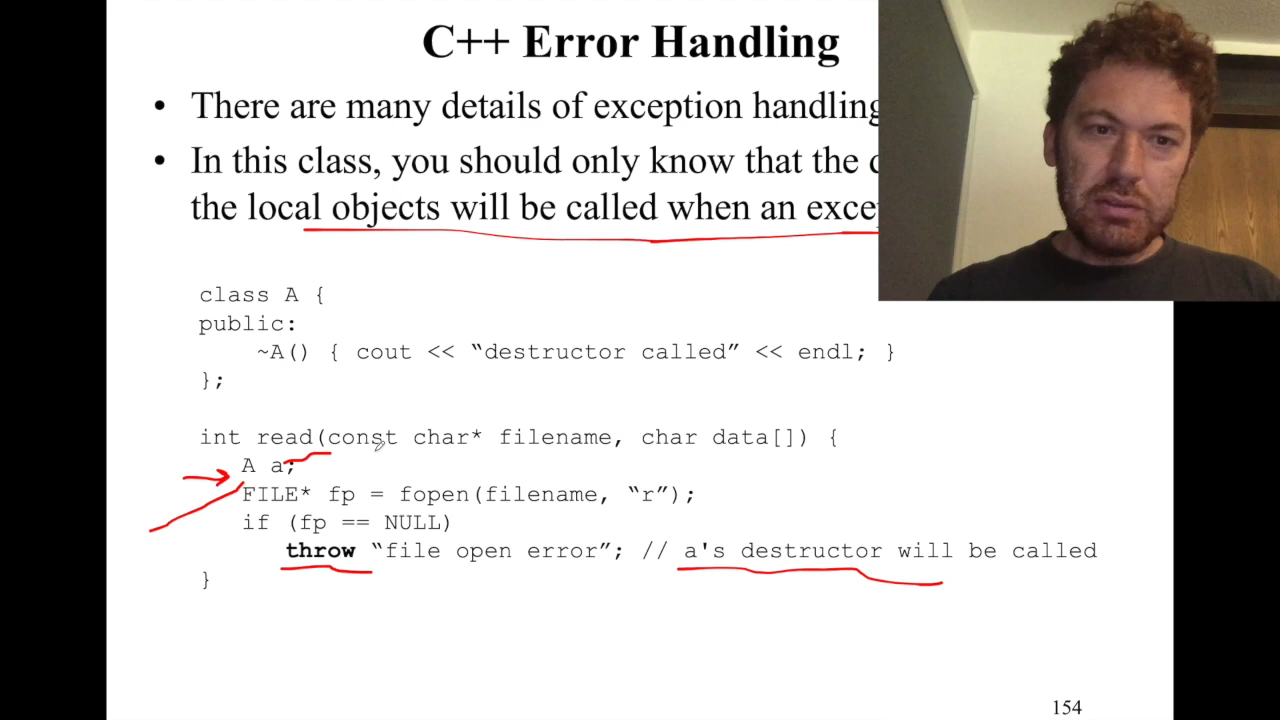 C++ Error Handling
• There are many details of exception handling
• In this class, you should only know that the
the local objects will be called when an
class A {
public:
~A() { cout << “destructor called” << endl; }
};
int read(const char* filename, char data[]) {
A a;
FILE* fp = fopen(filename, “r”);
if (fp == NULL)
throw “file open error”; // a's destructor will be called
}
154